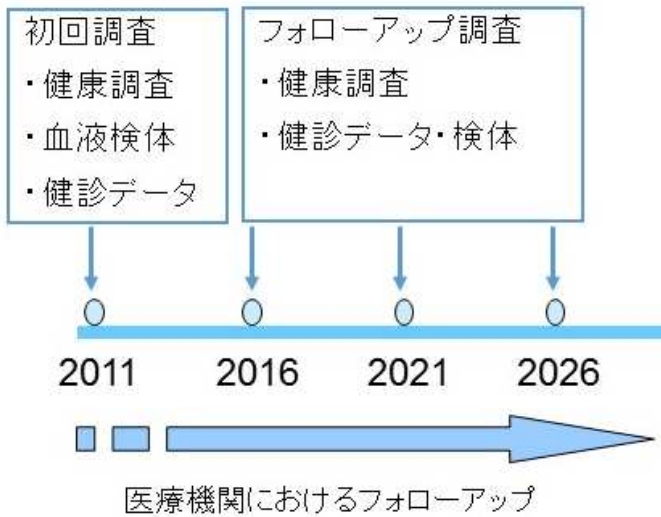 初回調査
・健康調査
・血液検体
・健診データ
フォローアップ調査
・健康調査
・健診データ・検体
2011 2016 2021 2026
医療機関におけるフォローアップ